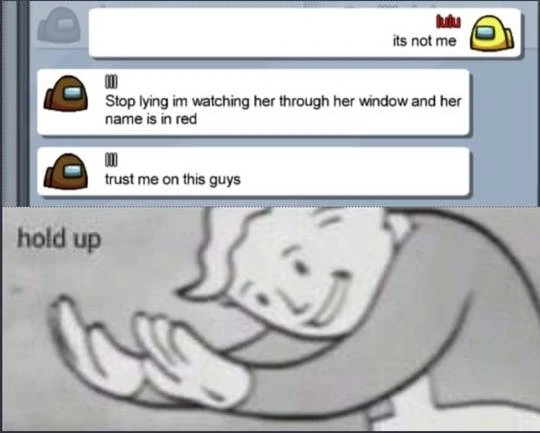 lulu
its not me
Stop lying im watching her through her window and her
name is in red
trust me on this guys
hold up